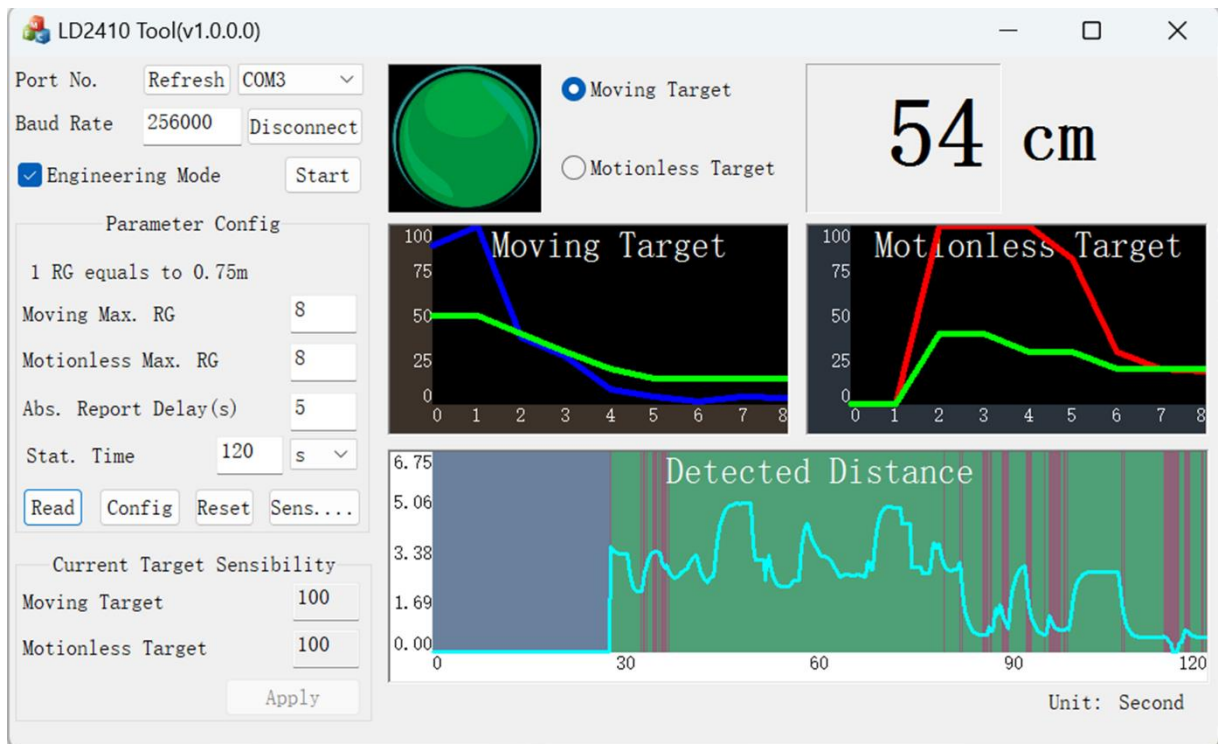 LD2410 Tool(v1.0.0.0)
Port No. Refresh COM3
Baud Rate 256000 Disconnect
Engineering Mode Start
Parameter Config
1 RG equals to 0.75m
Moving Max. RG 8
Motionless Max. RG 8
Abs. Report Delay(s) 5
Stat. Time 120 s
Read Config Reset Sens....
Current Target Sensibility
Moving Target 100
Motionless Target 100
Apply
Moving Target
Motionless Target
54 cm
Moving Target
100
75
50
25
0
0 1 2 3 4 5 6 7 8
Motionless Target
100
75
50
25
0
0 1 2 3 4 5 6 7 8
Detected Distance
6.75
5.06
3.38
1.69
0.00
0 30 60 90 120
Unit: Second